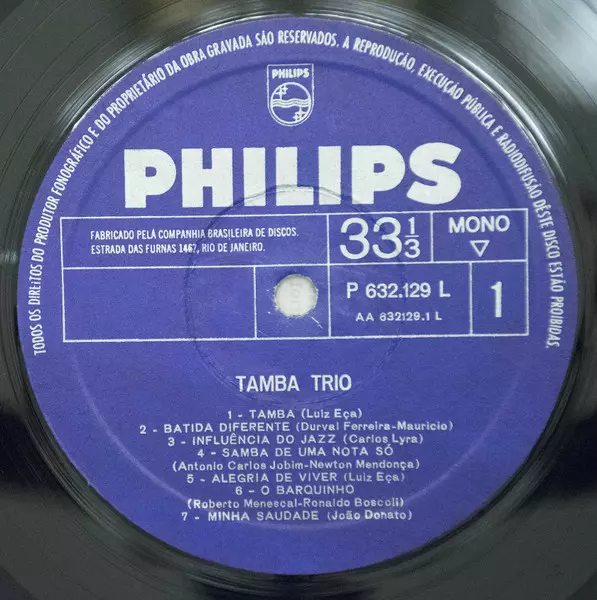 TODOS OS DIREITOS DO PRODUTOR FONOGRÁFICO E DO PROPRIETÁRIO DA OBRA GRAVADA SÃO RESERVADOS. A REPRODUÇÃO, EXECUÇÃO PÚBLICA E RADIODIFUSÃO DÊSTE DISCO ESTÃO PROIBIDAS.
PHILIPS
PHILIPS
FABRICADO PELA COMPANHIA BRASILEIRA DE DISCOS.
ESTRADA DAS FURNAS 1467, RIO DE JANEIRO.
33 1/3
MONO
P 632.129 L
AA 632129.1 L
1
TAMBA TRIO
1 - TAMBA (Luiz Eça)
2 - BATIDA DIFERENTE (Durval Ferreira-Mauricio)
3 - INFLUÊNCIA DO JAZZ (Carlos Lyra)
4 - SAMBA DE UMA NOTA SÓ
(Antonio Carlos Jobim-Newton Mendonça)
5 - ALEGRIA DE VIVER (Luiz Eça)
6 - O BARQUINHO
(Roberto Menescal-Ronaldo Boscoli)
7 - MINHA SAUDADE (João Donato)